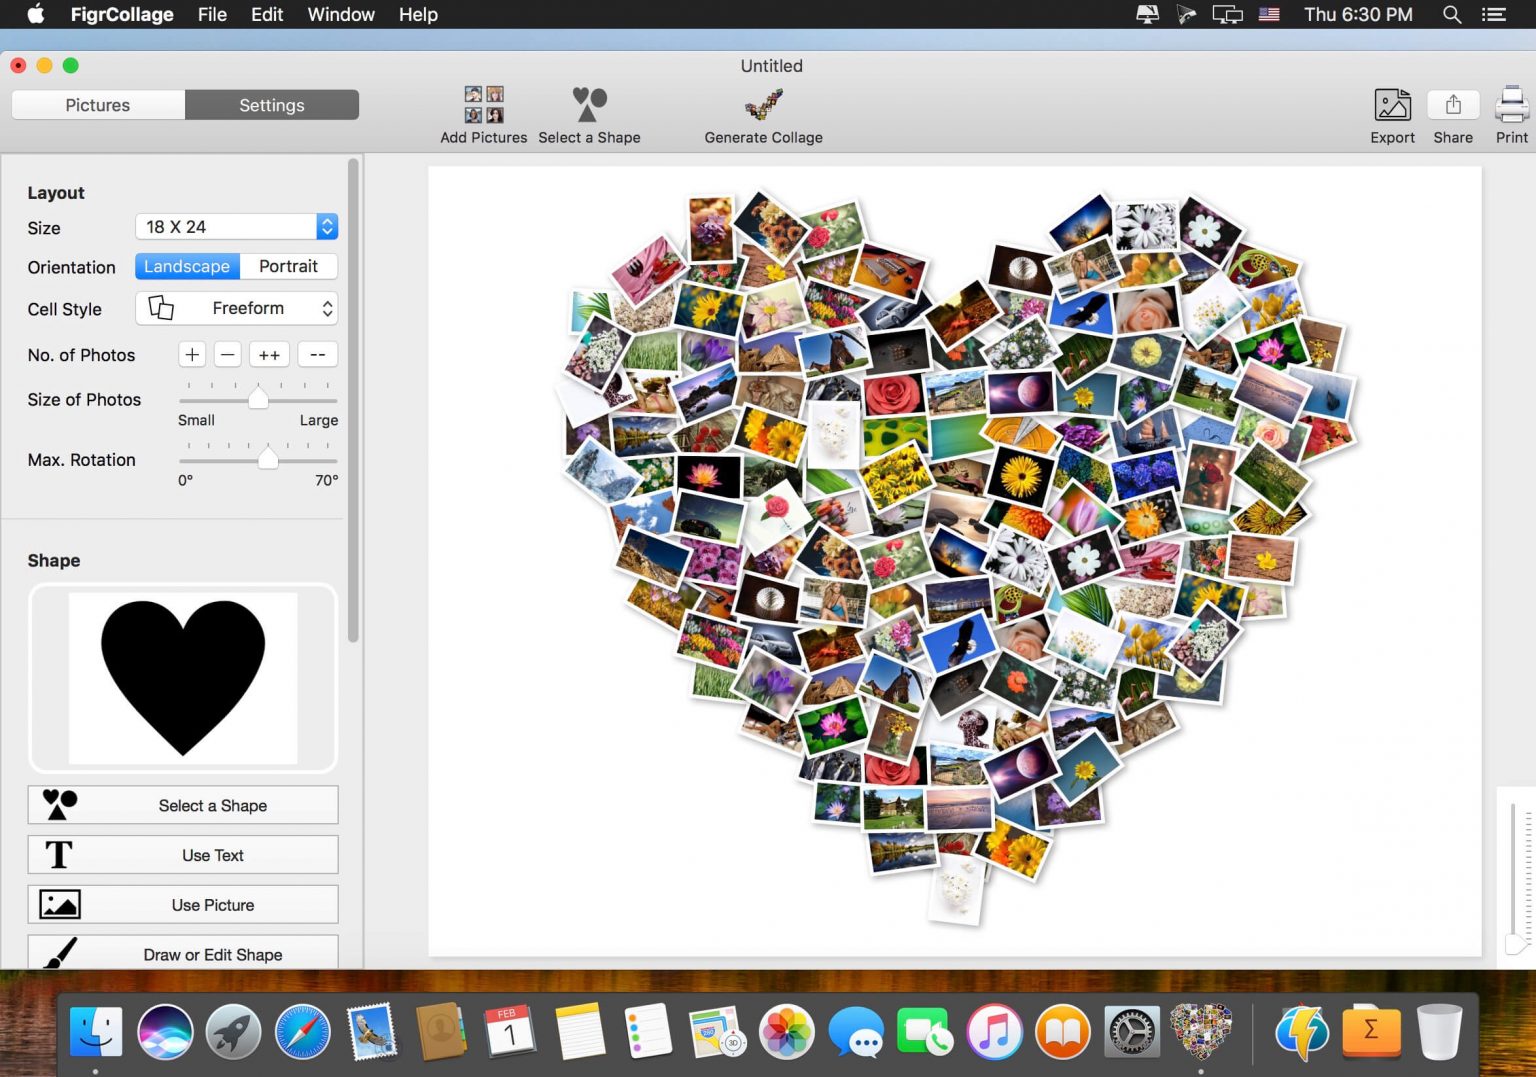 FigrCollage File Edit Window Help Thu 6:30 PM
Untitled
Pictures Settings
Add Pictures Select a Shape Generate Collage Export Share Print
Layout
Size 18 X 24
Orientation Landscape Portrait
Cell Style Freeform
No. of Photos + − ++ --
Size of Photos
Small Large
Max. Rotation
0° 70°
Shape
Select a Shape
T Use Text
Use Picture
Draw or Edit Shape
FEB
1
280
3D
Σ